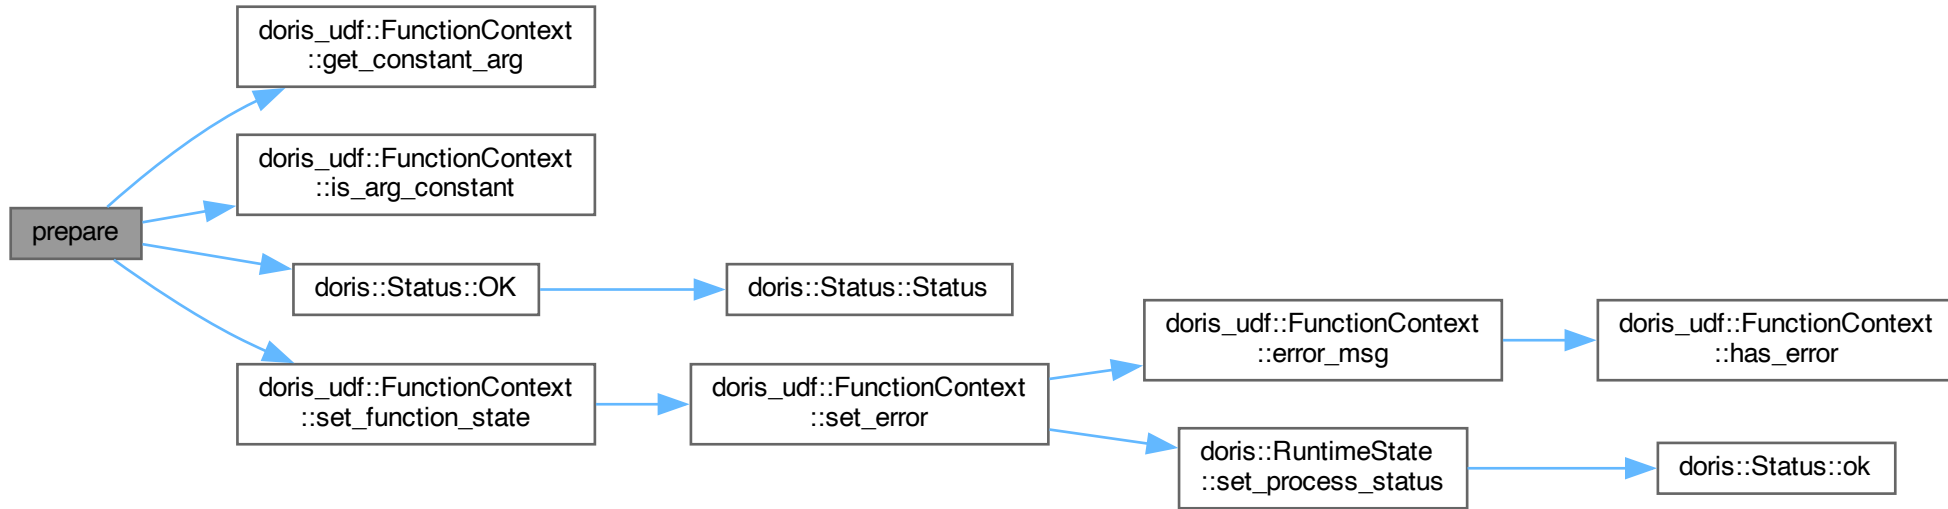 doris_udf::FunctionContext
::get_constant_arg
doris_udf::FunctionContext
::is_arg_constant
prepare
doris::Status::OK
doris::Status::Status
doris_udf::FunctionContext
::set_function_state
doris_udf::FunctionContext
::set_error
doris_udf::FunctionContext
::error_msg
doris_udf::FunctionContext
::has_error
doris::RuntimeState
::set_process_status
doris::Status::ok